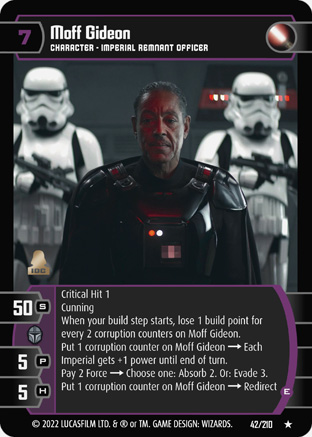 7
Moff Gideon
CHARACTER - IMPERIAL REMNANT OFFICER
IDC
50 S
5 P
5 H
Critical Hit 1
Cunning
When your build step starts, lose 1 build point for
every 2 corruption counters on Moff Gideon.
Put 1 corruption counter on Moff Gideon → Each
Imperial gets +1 power until end of turn.
Pay 2 Force → Choose one: Absorb 2. Or: Evade 3.
Put 1 corruption counter on Moff Gideon → Redirect
E
© 2022 LUCASFILM LTD. & ® or TM. GAME DESIGN: WIZARDS. 42/210 ★